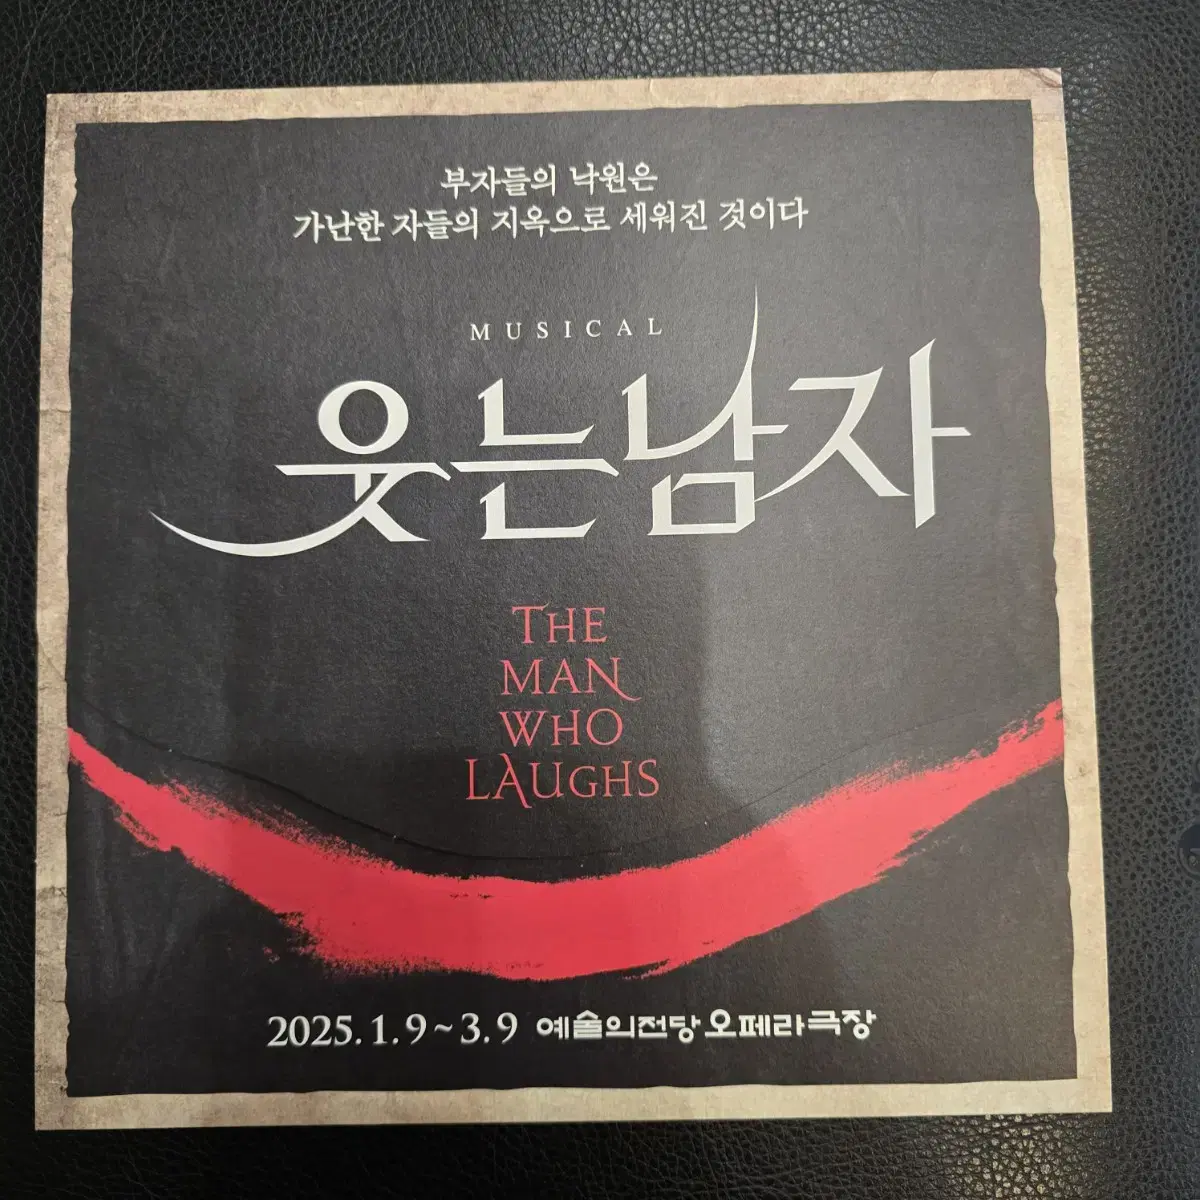 부자들의 낙원은
가난한 자들의 지옥으로 세워진 것이다
MUSICAL
웃는남자
THE
MAN
WHO
LAUGHS
2025. 1. 9 ~ 3. 9 예술의전당 오페라극장